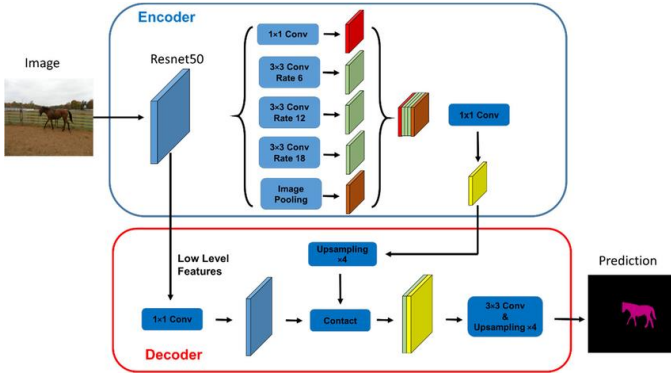 Encoder
Image
Resnet50
1×1 Conv
3×3 Conv
Rate 6
3×3 Conv
Rate 12
3×3 Conv
Rate 18
Image
Pooling
1x1 Conv
Upsampling
×4
Low Level
Features
1×1 Conv
Contact
3×3 Conv
&
Upsampling ×4
Prediction
Decoder